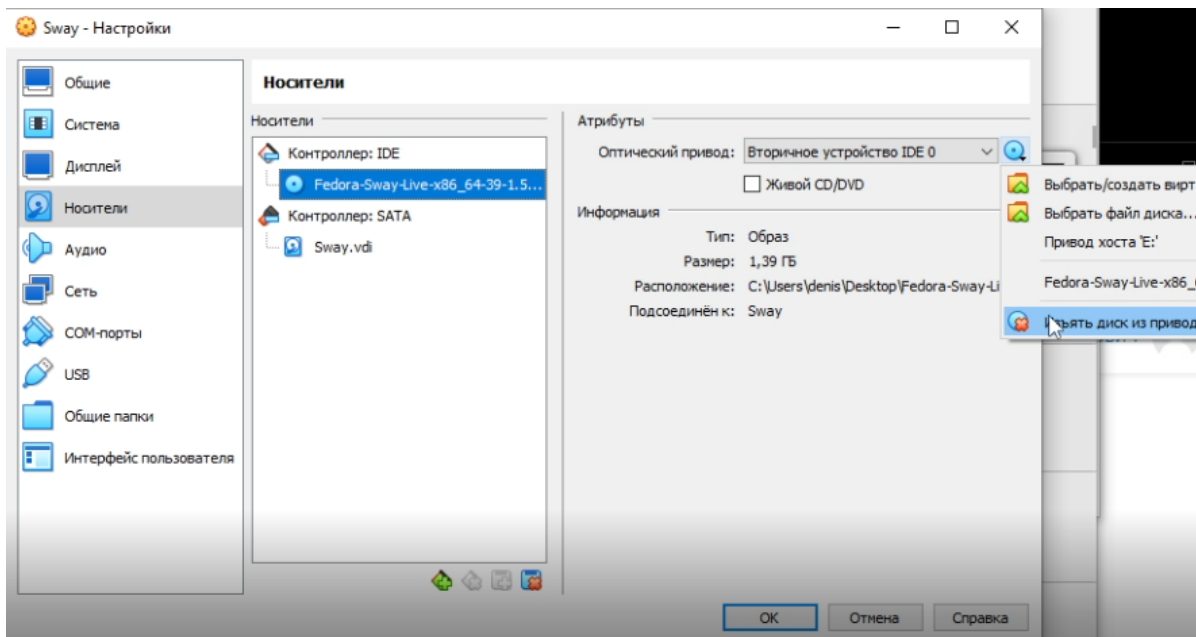 Sway - Настройки
Общие
Система
Дисплей
Носители
Аудио
Сеть
COM-порты
USB
Общие папки
Интерфейс пользователя
Носители
Носители
Контроллер: IDE
Fedora-Sway-Live-x86_64-39-1.5...
Контроллер: SATA
Sway.vdi
Атрибуты
Оптический привод: Вторичное устройство IDE 0
Живой CD/DVD
Информация
Тип: Образ
Размер: 1,39 ГБ
Расположение: C:\Users\denis\Desktop\Fedora-Sway-Li
Подсоединён к: Sway
Выбрать/создать вирт
Выбрать файл диска...
Привод хоста 'E:'
Fedora-Sway-Live-x86_
диск из привод
OK Отмена Справка